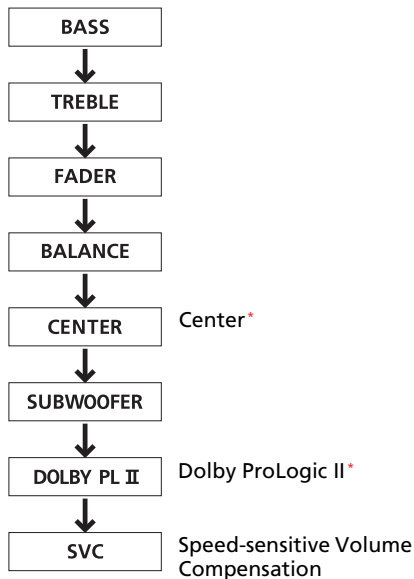 BASS
TREBLE
FADER
BALANCE
CENTER
Center*
SUBWOOFER
DOLBY PL II
Dolby ProLogic II*
SVC
Speed-sensitive Volume
Compensation